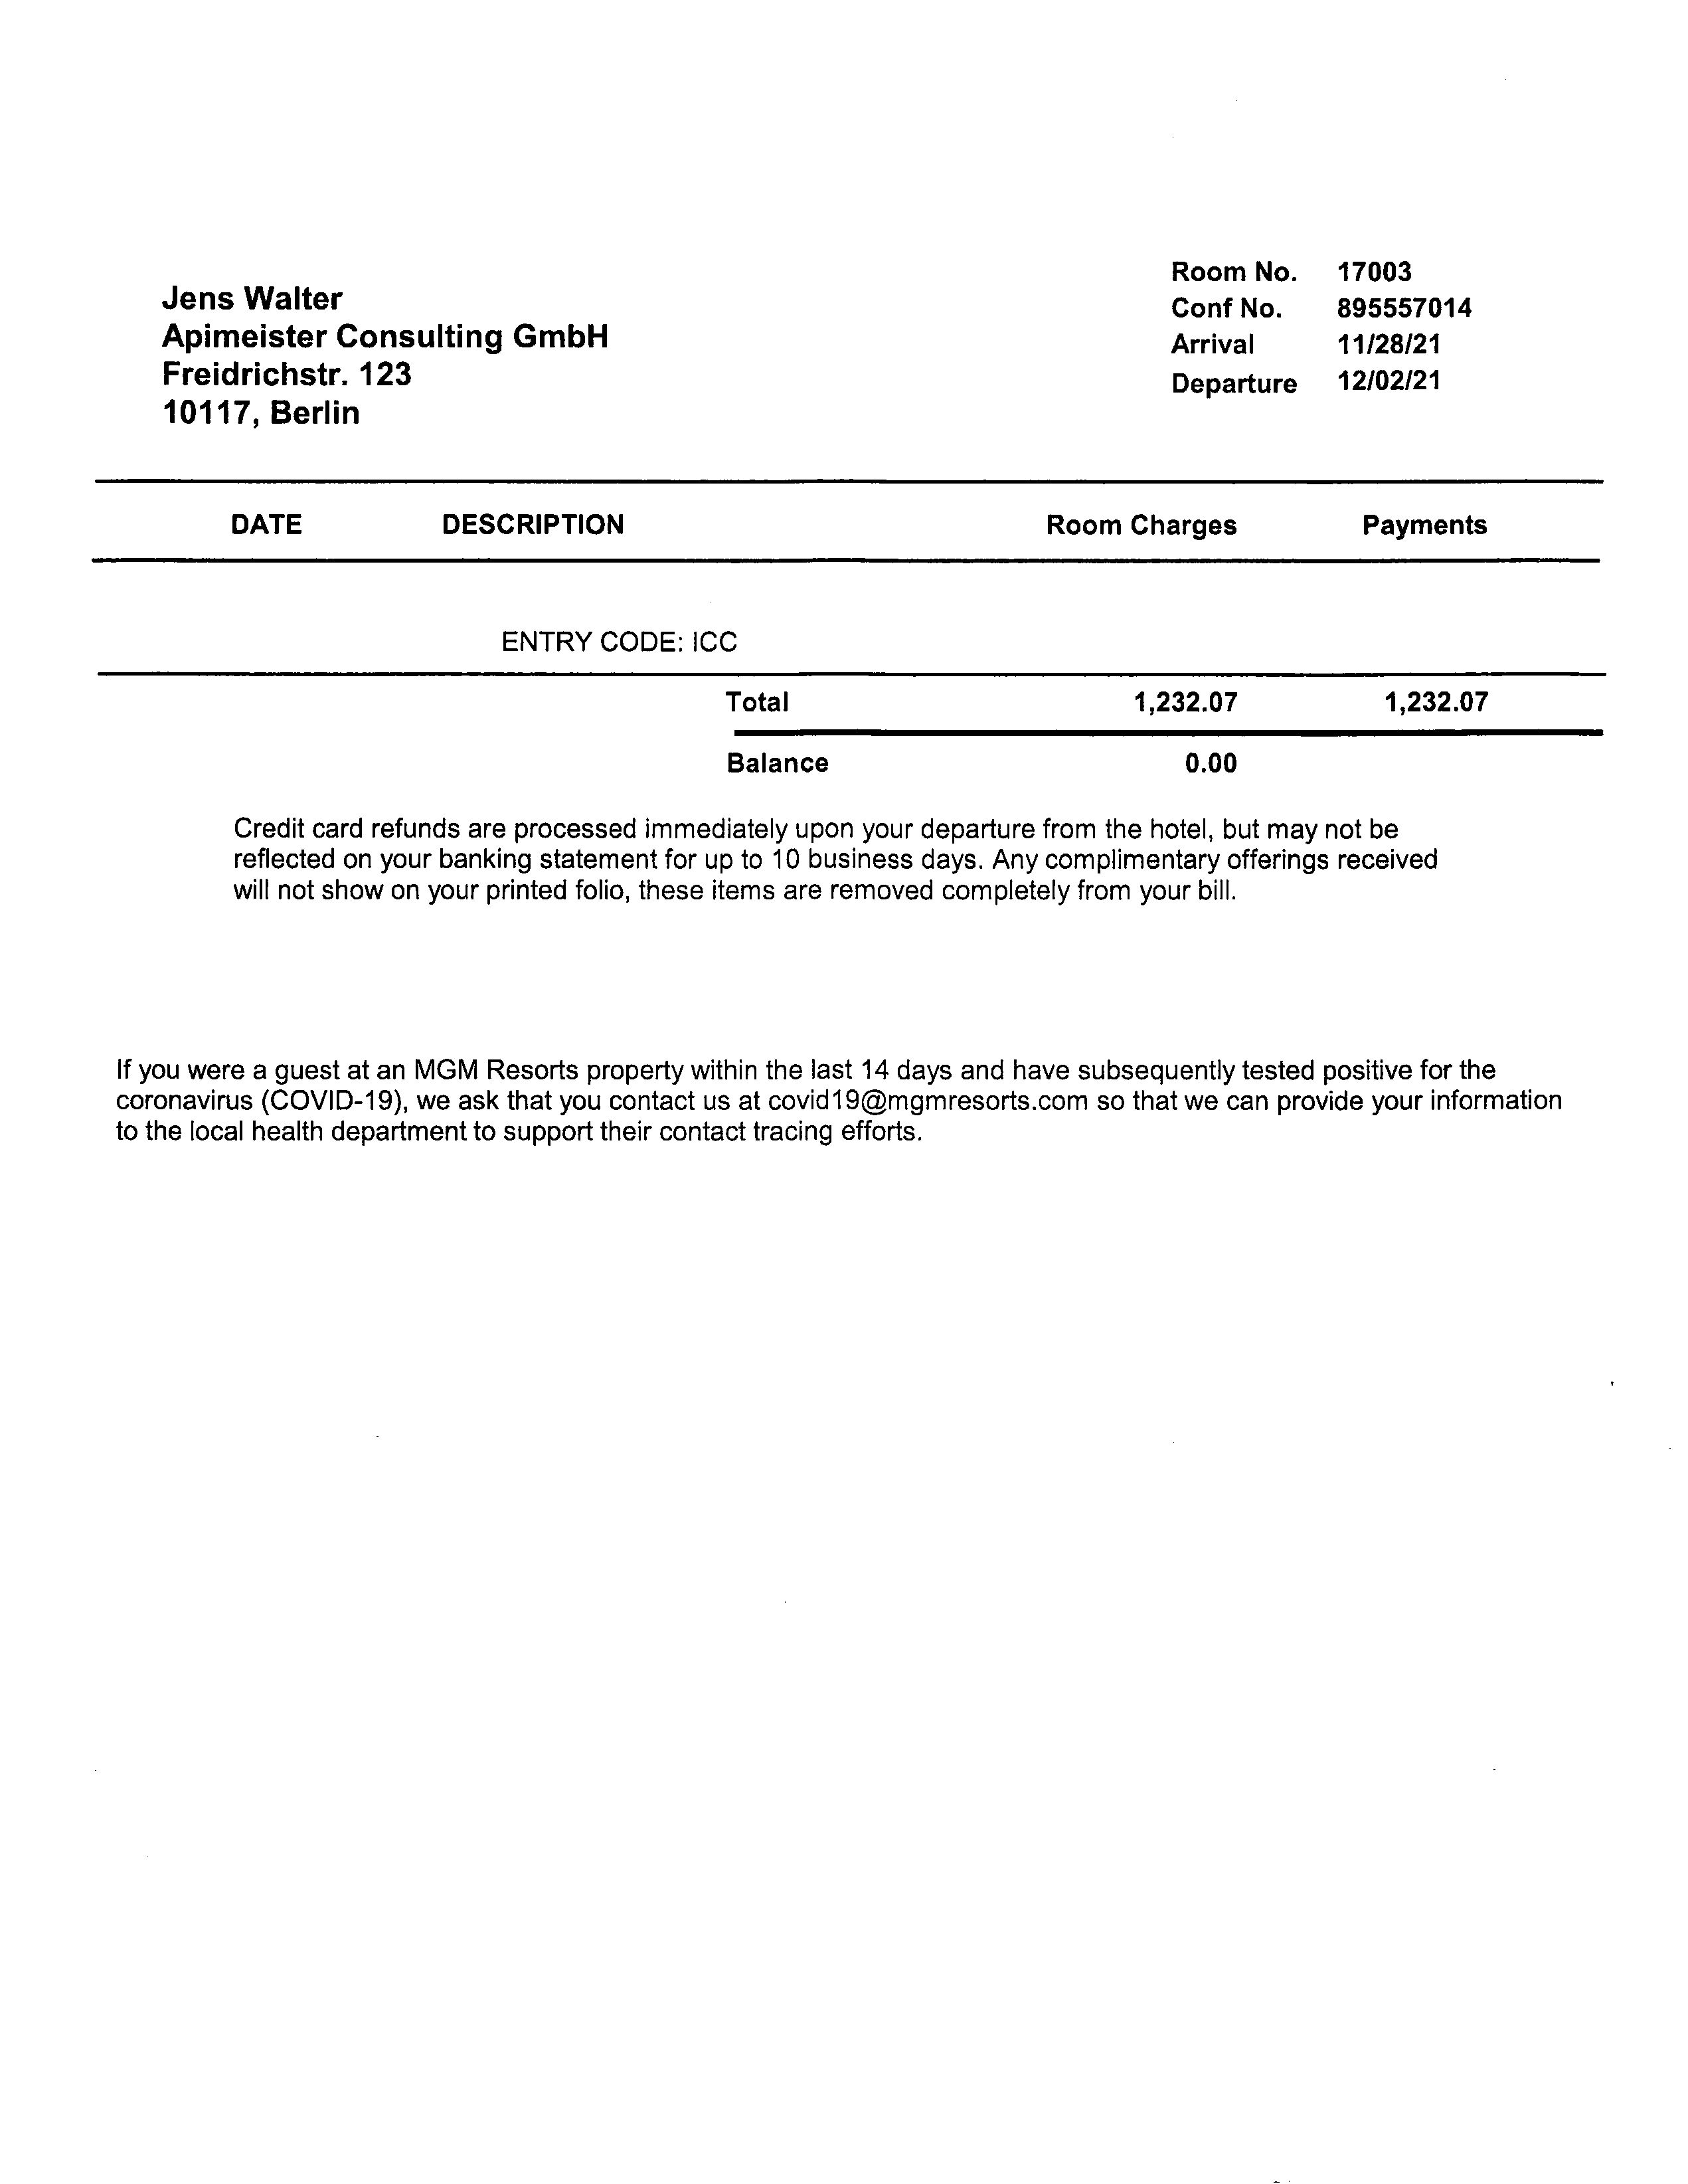 Jens Walter
Apimeister Consulting GmbH
Freidrichstr. 123
10117, Berlin
Room No. 17003
Conf No. 895557014
Arrival 11/28/21
Departure 12/02/21
DATE DESCRIPTION Room Charges Payments
ENTRY CODE: ICC
Total 1,232.07 1,232.07
Balance 0.00
Credit card refunds are processed immediately upon your departure from the hotel, but may not be
reflected on your banking statement for up to 10 business days. Any complimentary offerings received
will not show on your printed folio, these items are removed completely from your bill.
If you were a guest at an MGM Resorts property within the last 14 days and have subsequently tested positive for the
coronavirus (COVID-19), we ask that you contact us at covid19@mgmresorts.com so that we can provide your information
to the local health department to support their contact tracing efforts.